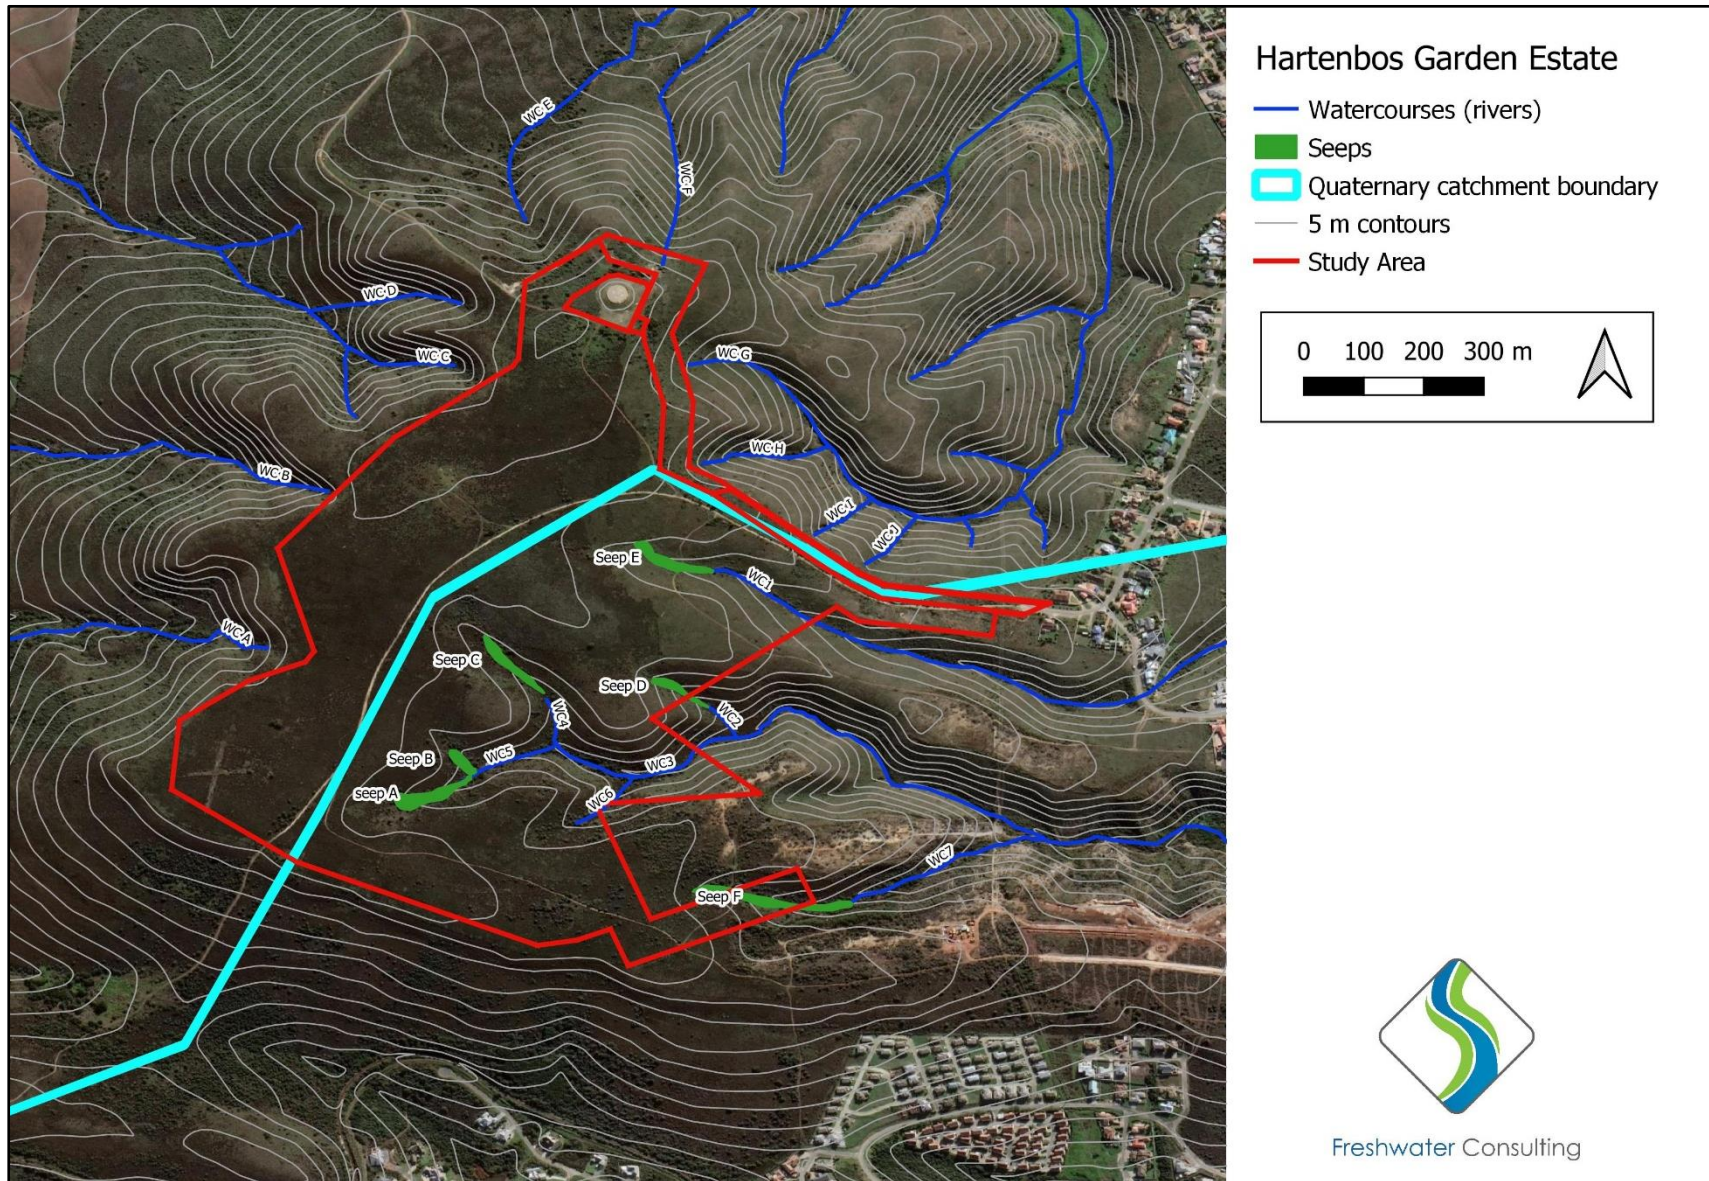 Hartenbos Garden Estate
Watercourses (rivers)
Seeps
Quaternary catchment boundary
5 m contours
Study Area
0 100 200 300 m
WC-E
WC-F
WC-D
WC-C
WC-G
WC-H
WC-B
WC-I
WC-J
Seep E
WC1
WC-A
Seep C
Seep D
WC4
WC2
Seep B
WC5
WC3
seep A
WC6
WC7
Seep F
Freshwater Consulting